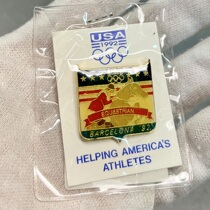 USA
1992
EQUESTRIAN
BARCELONA '92
HELPING AMERICA'S
ATHLETES